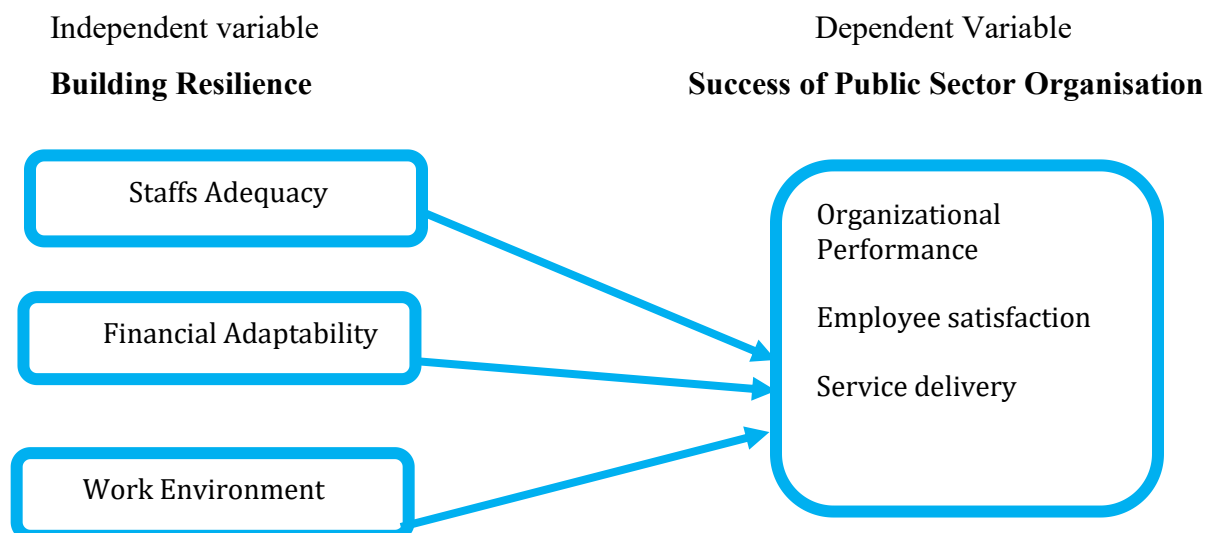 Independent variable
Dependent Variable
Building Resilience
Success of Public Sector Organisation
Staffs Adequacy
Financial Adaptability
Work Environment
Organizational
Performance
Employee satisfaction
Service delivery